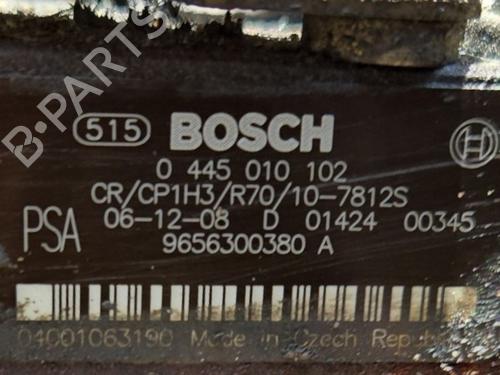 515 BOSCH
0 445 010 102
CR/CP1H3/R70/10-7812S
06-12-08 D 01424 00345
PSA 9656300380 A
04001063190 Made in Czech Republic
B-PARTS